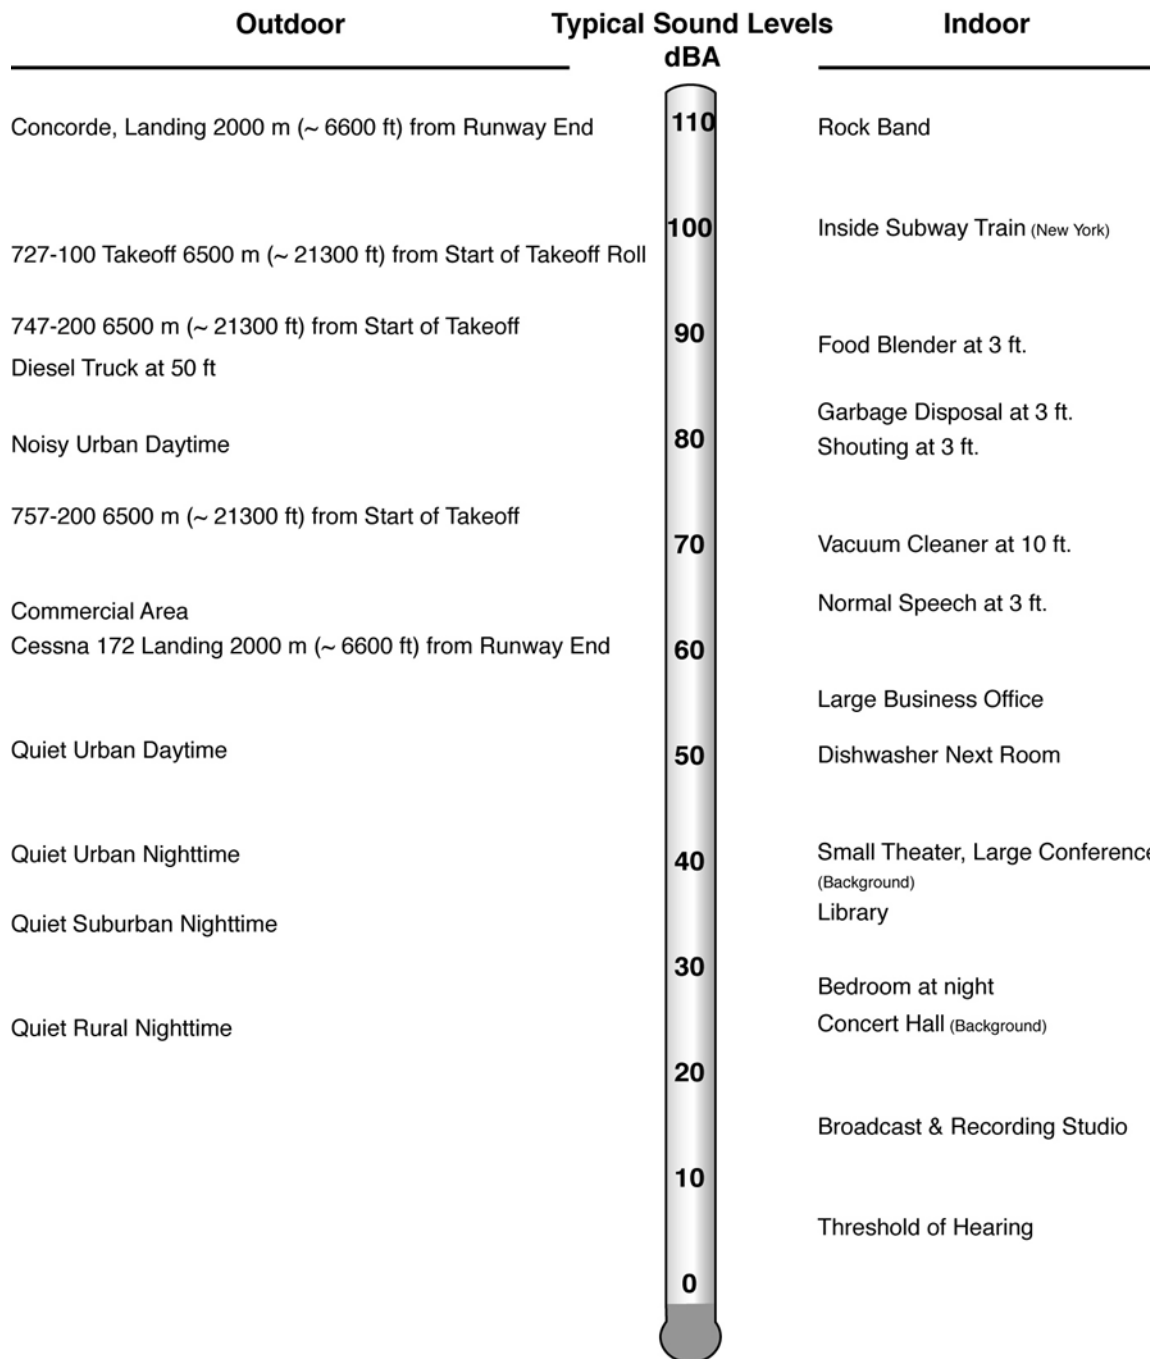 Outdoor Typical Sound Levels Indoor
dBA
Concorde, Landing 2000 m (~ 6600 ft) from Runway End 110 Rock Band
100 Inside Subway Train (New York)
727-100 Takeoff 6500 m (~ 21300 ft) from Start of Takeoff Roll
747-200 6500 m (~ 21300 ft) from Start of Takeoff 90
Food Blender at 3 ft.
Diesel Truck at 50 ft
Garbage Disposal at 3 ft.
Noisy Urban Daytime 80 Shouting at 3 ft.
757-200 6500 m (~ 21300 ft) from Start of Takeoff
70 Vacuum Cleaner at 10 ft.
Commercial Area Normal Speech at 3 ft.
Cessna 172 Landing 2000 m (~ 6600 ft) from Runway End 60
Large Business Office
Quiet Urban Daytime 50 Dishwasher Next Room
Quiet Urban Nighttime 40 Small Theater, Large Conference
(Background)
Library
Quiet Suburban Nighttime
30
Bedroom at night
Quiet Rural Nighttime Concert Hall (Background)
20
Broadcast & Recording Studio
10
Threshold of Hearing
0